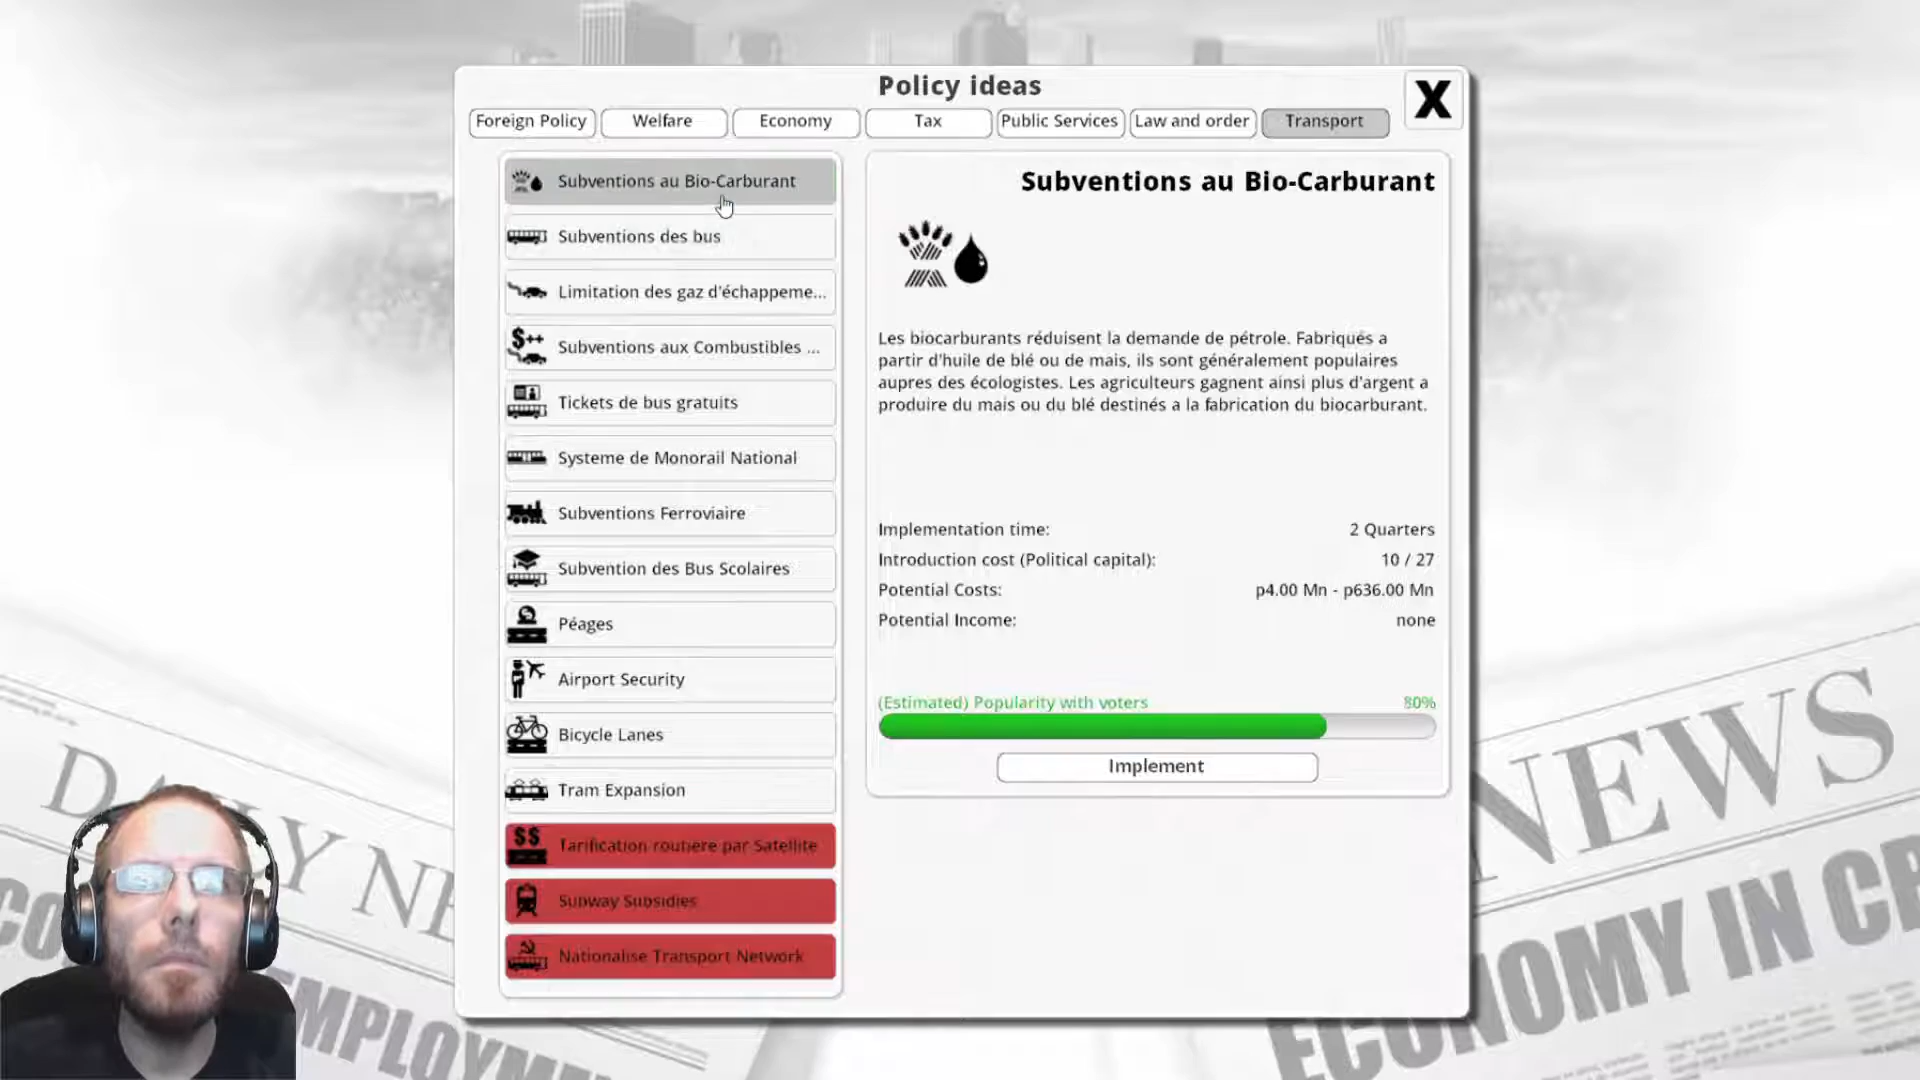 Policy ideas
X
Foreign Policy
Welfare
Economy
Tax
Public Services
Law and order
Transport
Subventions au Bio-Carburant
Subventions des bus
Limitation des gaz d'échappeme...
Subventions aux Combustibles ...
Tickets de bus gratuits
Systeme de Monorail National
Subventions Ferroviaire
Subvention des Bus Scolaires
Péages
Airport Security
Bicycle Lanes
Tram Expansion
Tarification routiere par Satellite
Subway Subsidies
Nationalise Transport Network
Subventions au Bio-Carburant
Les biocarburants réduisent la demande de pétrole. Fabriqués a
partir d'huile de blé ou de mais, ils sont généralement populaires
aupres des écologistes. Les agriculteurs gagnent ainsi plus d'argent a
produire du mais ou du blé destinés a la fabrication du biocarburant.
Implementation time: 2 Quarters
Introduction cost (Political capital): 10 / 27
Potential Costs: p4.00 Mn - p636.00 Mn
Potential Income: none
(Estimated) Popularity with voters 80%
Implement
DAILY NE
NEWS
ECONOMY IN CR